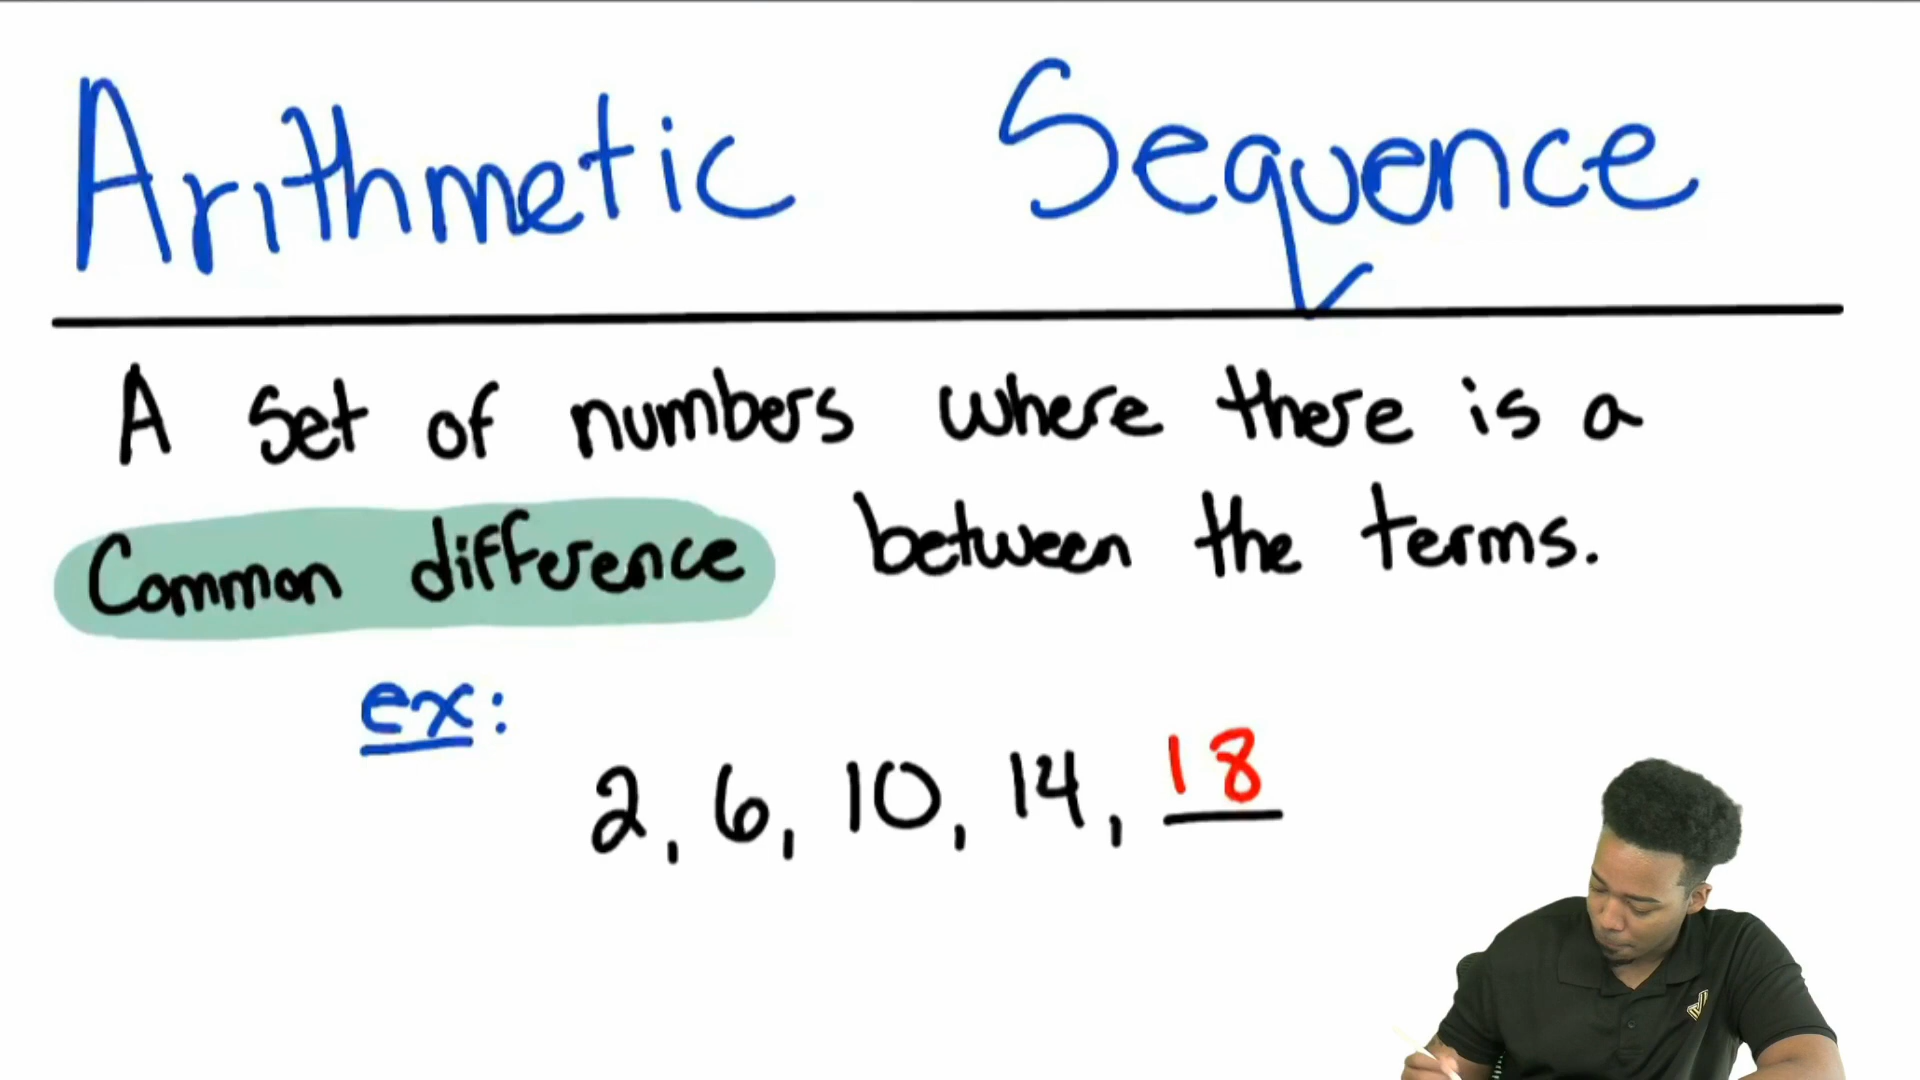 Arithmetic Sequence
A set of numbers where there is a
Common difference between the terms.
ex:
2, 6, 10, 14, 18